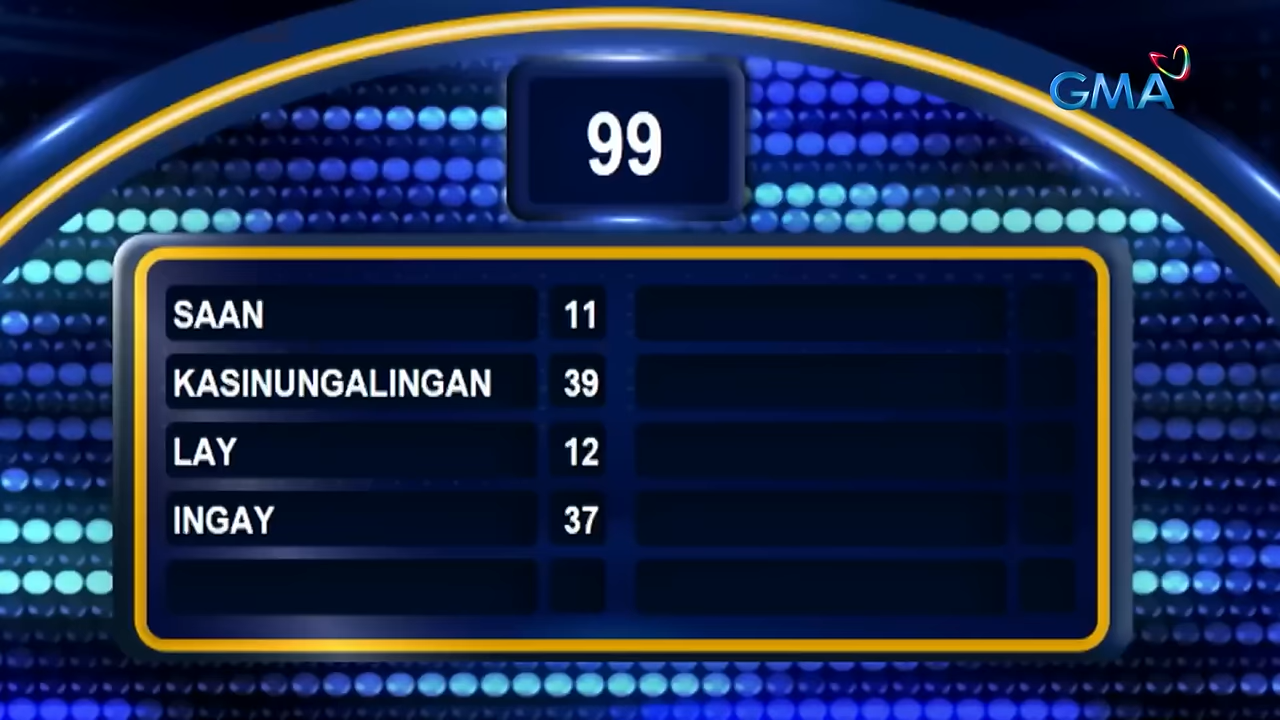 GMA
99
SAAN 11
KASINUNGALINGAN 39
LAY 12
INGAY 37